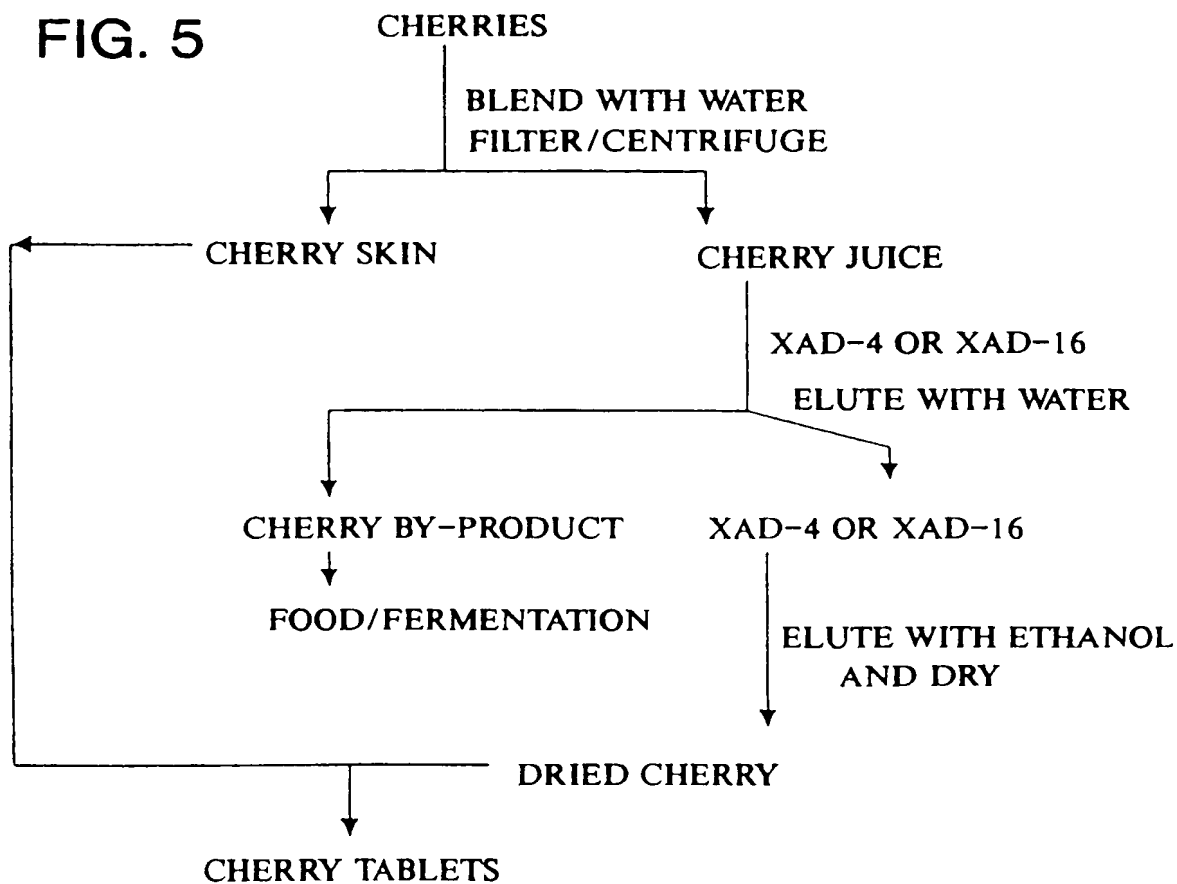 FIG. 5
CHERRIES
BLEND WITH WATER
FILTER/CENTRIFUGE
CHERRY SKIN
CHERRY JUICE
XAD-4 OR XAD-16
ELUTE WITH WATER
CHERRY BY-PRODUCT
XAD-4 OR XAD-16
FOOD/FERMENTATION
ELUTE WITH ETHANOL
AND DRY
DRIED CHERRY
CHERRY TABLETS